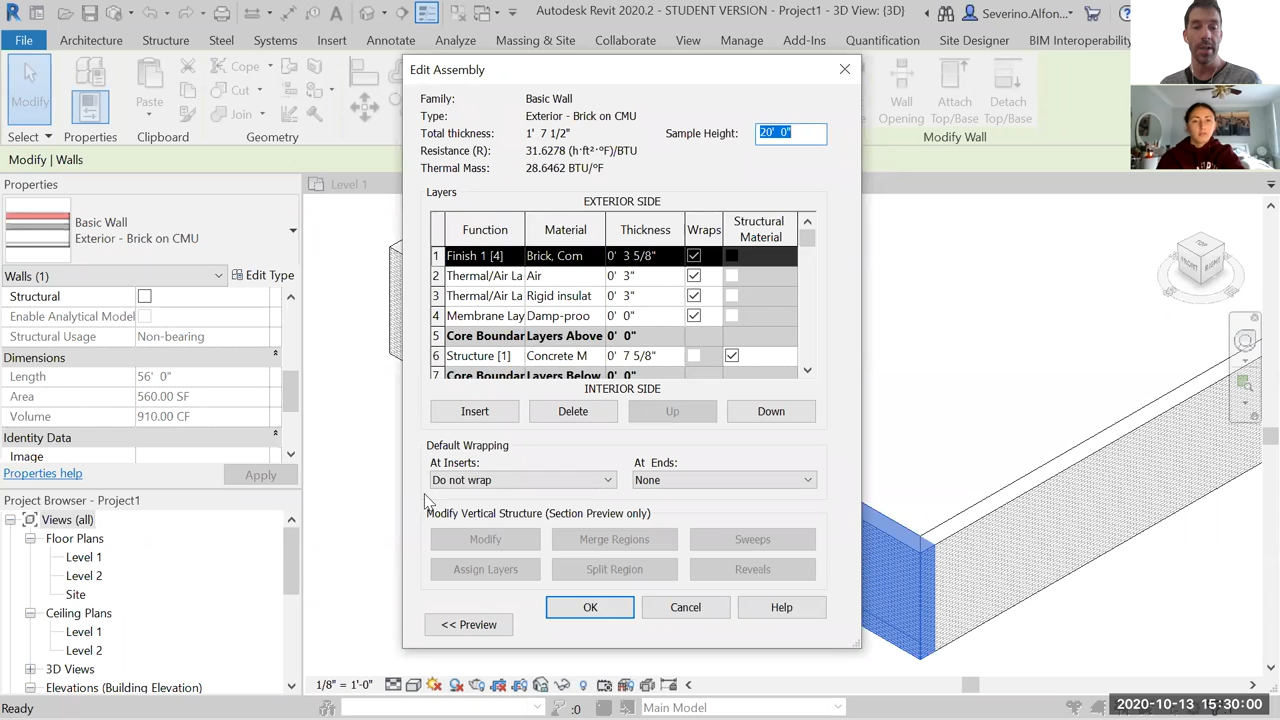 Autodesk Revit 2020.2 - STUDENT VERSION - Project1 - 3D View: {3D}
Severino.Alfon...
File Architecture Structure Steel Systems Insert Annotate Analyze Massing & Site Collaborate View Manage Add-Ins Quantification Site Designer BIM Interoperability
Modify
Paste
Cope
Cut
Join
Wall Opening
Attach Top/Base
Detach Top/Base
Select Properties Clipboard Geometry Modify Wall
Modify | Walls
Properties
Level 1
Basic Wall
Exterior - Brick on CMU
Walls (1) Edit Type
Structural
Enable Analytical Model
Structural Usage Non-bearing
Dimensions
Length 56' 0"
Area 560.00 SF
Volume 910.00 CF
Identity Data
Image
Properties help Apply
Project Browser - Project1
Views (all)
Floor Plans
Level 1
Level 2
Site
Ceiling Plans
Level 1
Level 2
3D Views
Elevations (Building Elevation)
Edit Assembly
Family: Basic Wall
Type: Exterior - Brick on CMU
Total thickness: 1' 7 1/2" Sample Height: 20' 0"
Resistance (R): 31.6278 (h·ft²·°F)/BTU
Thermal Mass: 28.6462 BTU/°F
Layers
EXTERIOR SIDE
Function Material Thickness Wraps Structural Material
1 Finish 1 [4] Brick, Com 0' 3 5/8"
2 Thermal/Air La Air 0' 3"
3 Thermal/Air La Rigid insulat 0' 3"
4 Membrane Lay Damp-proo 0' 0"
5 Core Boundar Layers Above 0' 0"
6 Structure [1] Concrete M 0' 7 5/8"
7 Core Boundar Layers Below 0' 0"
INTERIOR SIDE
Insert Delete Up Down
Default Wrapping
At Inserts: At Ends:
Do not wrap None
Modify Vertical Structure (Section Preview only)
Modify Merge Regions Sweeps
Assign Layers Split Region Reveals
OK Cancel Help
<< Preview
TOP
FRONT
RIGHT
1/8" = 1'-0"
Ready
:0
Main Model
2020-10-13 15:30:00